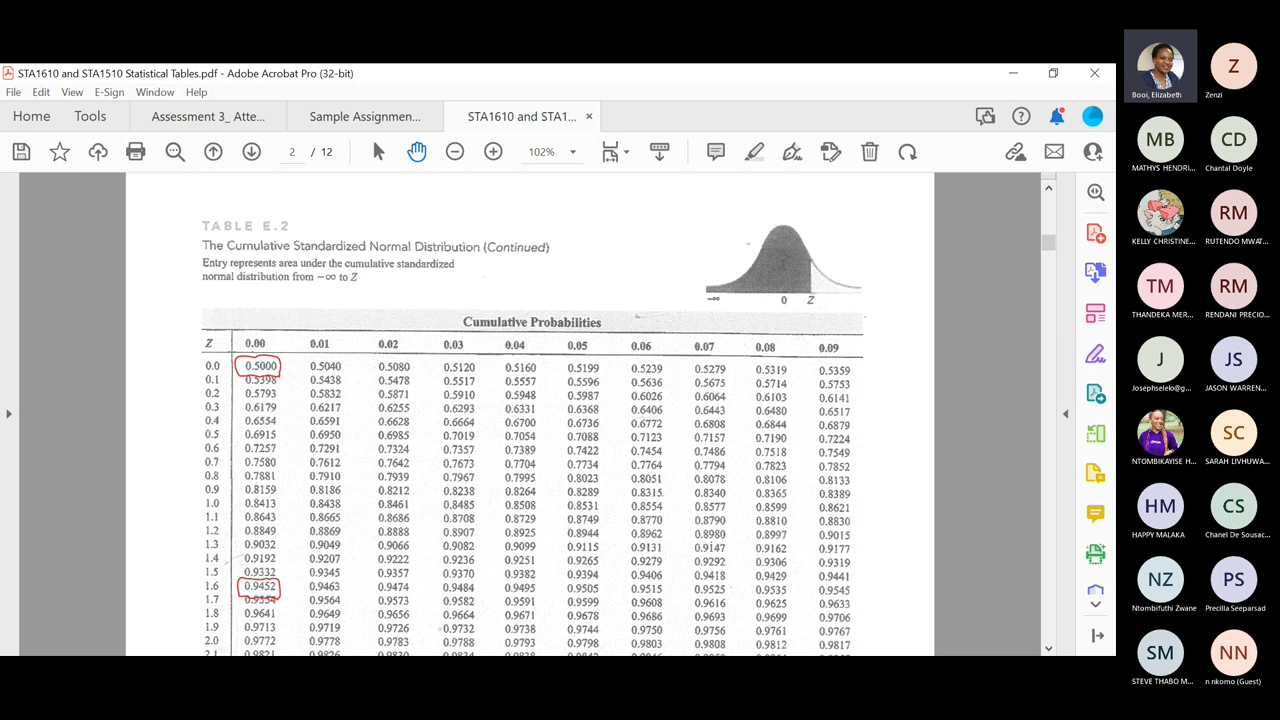 STA1610 and STA1510 Statistical Tables.pdf - Adobe Acrobat Pro (32-bit)
File Edit View E-Sign Window Help
Home Tools Assessment 3_ Atte... Sample Assignmen... STA1610 and STA1... ×
2 / 12 102%
TABLE E.2
The Cumulative Standardized Normal Distribution (Continued)
Entry represents area under the cumulative standardized
normal distribution from −∞ to Z
−∞ 0 Z
Cumulative Probabilities
Z 0.00 0.01 0.02 0.03 0.04 0.05 0.06 0.07 0.08 0.09
0.0 0.5000 0.5040 0.5080 0.5120 0.5160 0.5199 0.5239 0.5279 0.5319 0.5359
0.1 0.5398 0.5438 0.5478 0.5517 0.5557 0.5596 0.5636 0.5675 0.5714 0.5753
0.2 0.5793 0.5832 0.5871 0.5910 0.5948 0.5987 0.6026 0.6064 0.6103 0.6141
0.3 0.6179 0.6217 0.6255 0.6293 0.6331 0.6368 0.6406 0.6443 0.6480 0.6517
0.4 0.6554 0.6591 0.6628 0.6664 0.6700 0.6736 0.6772 0.6808 0.6844 0.6879
0.5 0.6915 0.6950 0.6985 0.7019 0.7054 0.7088 0.7123 0.7157 0.7190 0.7224
0.6 0.7257 0.7291 0.7324 0.7357 0.7389 0.7422 0.7454 0.7486 0.7518 0.7549
0.7 0.7580 0.7612 0.7642 0.7673 0.7704 0.7734 0.7764 0.7794 0.7823 0.7852
0.8 0.7881 0.7910 0.7939 0.7967 0.7995 0.8023 0.8051 0.8078 0.8106 0.8133
0.9 0.8159 0.8186 0.8212 0.8238 0.8264 0.8289 0.8315 0.8340 0.8365 0.8389
1.0 0.8413 0.8438 0.8461 0.8485 0.8508 0.8531 0.8554 0.8577 0.8599 0.8621
1.1 0.8643 0.8665 0.8686 0.8708 0.8729 0.8749 0.8770 0.8790 0.8810 0.8830
1.2 0.8849 0.8869 0.8888 0.8907 0.8925 0.8944 0.8962 0.8980 0.8997 0.9015
1.3 0.9032 0.9049 0.9066 0.9082 0.9099 0.9115 0.9131 0.9147 0.9162 0.9177
1.4 0.9192 0.9207 0.9222 0.9236 0.9251 0.9265 0.9279 0.9292 0.9306 0.9319
1.5 0.9332 0.9345 0.9357 0.9370 0.9382 0.9394 0.9406 0.9418 0.9429 0.9441
1.6 0.9452 0.9463 0.9474 0.9484 0.9495 0.9505 0.9515 0.9525 0.9535 0.9545
1.7 0.9554 0.9564 0.9573 0.9582 0.9591 0.9599 0.9608 0.9616 0.9625 0.9633
1.8 0.9641 0.9649 0.9656 0.9664 0.9671 0.9678 0.9686 0.9693 0.9699 0.9706
1.9 0.9713 0.9719 0.9726 0.9732 0.9738 0.9744 0.9750 0.9756 0.9761 0.9767
2.0 0.9772 0.9778 0.9783 0.9788 0.9793 0.9798 0.9803 0.9808 0.9812 0.9817
Booi, Elizabeth
Z
Zenzi
MB
MATHYS HENDRI...
CD
Chantal Doyle
KELLY CHRISTINE...
RM
RUTENDO MWAT...
TM
THANDEKA MER...
RM
RENDANI PRECIO...
J
Josephselelo@g...
JS
JASON WARREN...
NTOMBIKAYISE H...
SC
SARAH LIVHUWA...
HM
HAPPY MALAKA
CS
Chanel De Sousac...
NZ
Ntombifuthi Zwane
PS
Precilla Seeparsad
SM
STEVE THABO M...
NN
n nkomo (Guest)